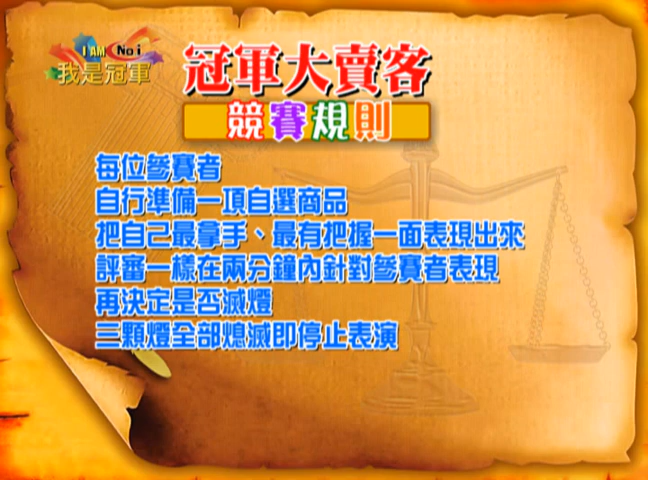 I AM No 1
我是冠軍
冠軍大賣客
競賽規則
每位參賽者
自行準備一項自選商品
把自己最拿手、最有把握一面表現出來
評審一樣在兩分鐘內針對參賽者表現
再決定是否滅燈
三顆燈全部熄滅即停止表演